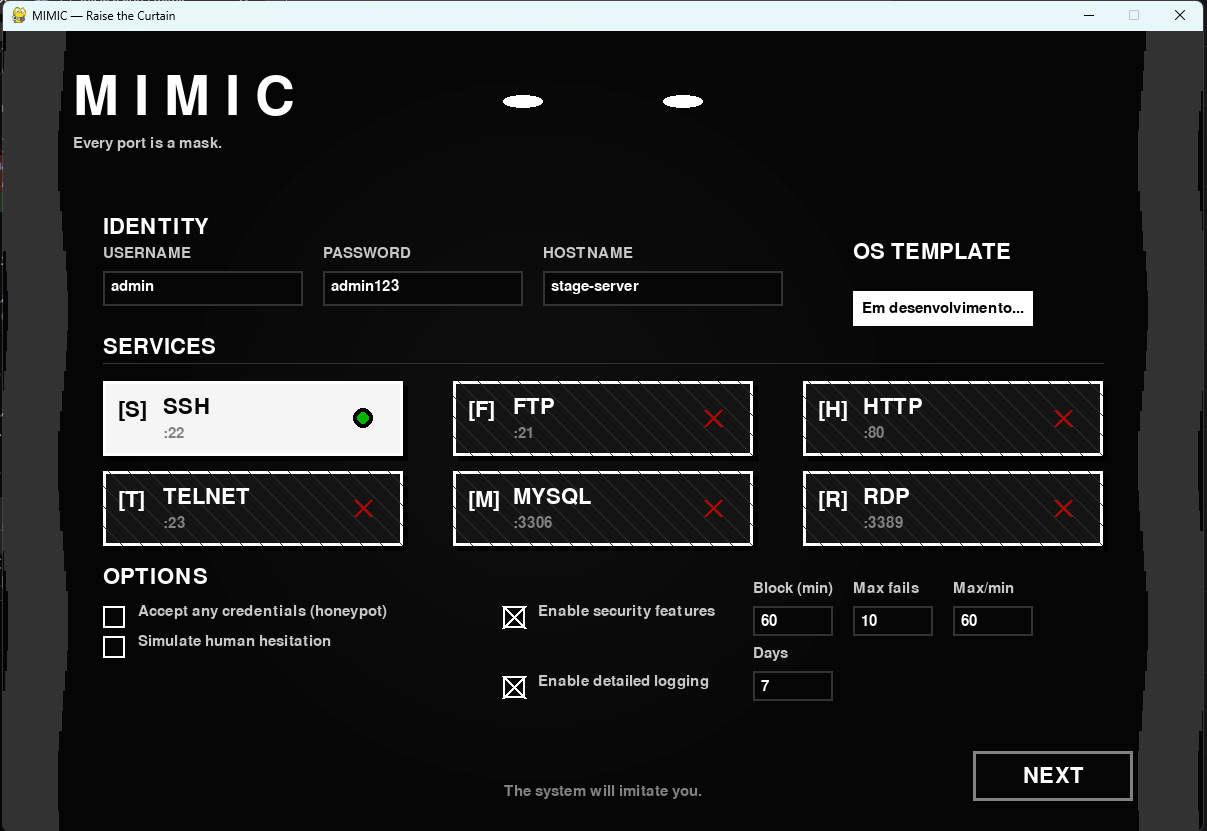 MIMIC — Raise the Curtain
MIMIC
Every port is a mask.
IDENTITY
USERNAME PASSWORD HOSTNAME
admin admin123 stage-server
OS TEMPLATE
Em desenvolvimento...
SERVICES
[S] SSH
:22
[F] FTP
:21
[H] HTTP
:80
[T] TELNET
:23
[M] MYSQL
:3306
[R] RDP
:3389
OPTIONS
Accept any credentials (honeypot)
Simulate human hesitation
Enable security features
Block (min) Max fails Max/min
60 10 60
Enable detailed logging
Days
7
NEXT
The system will imitate you.